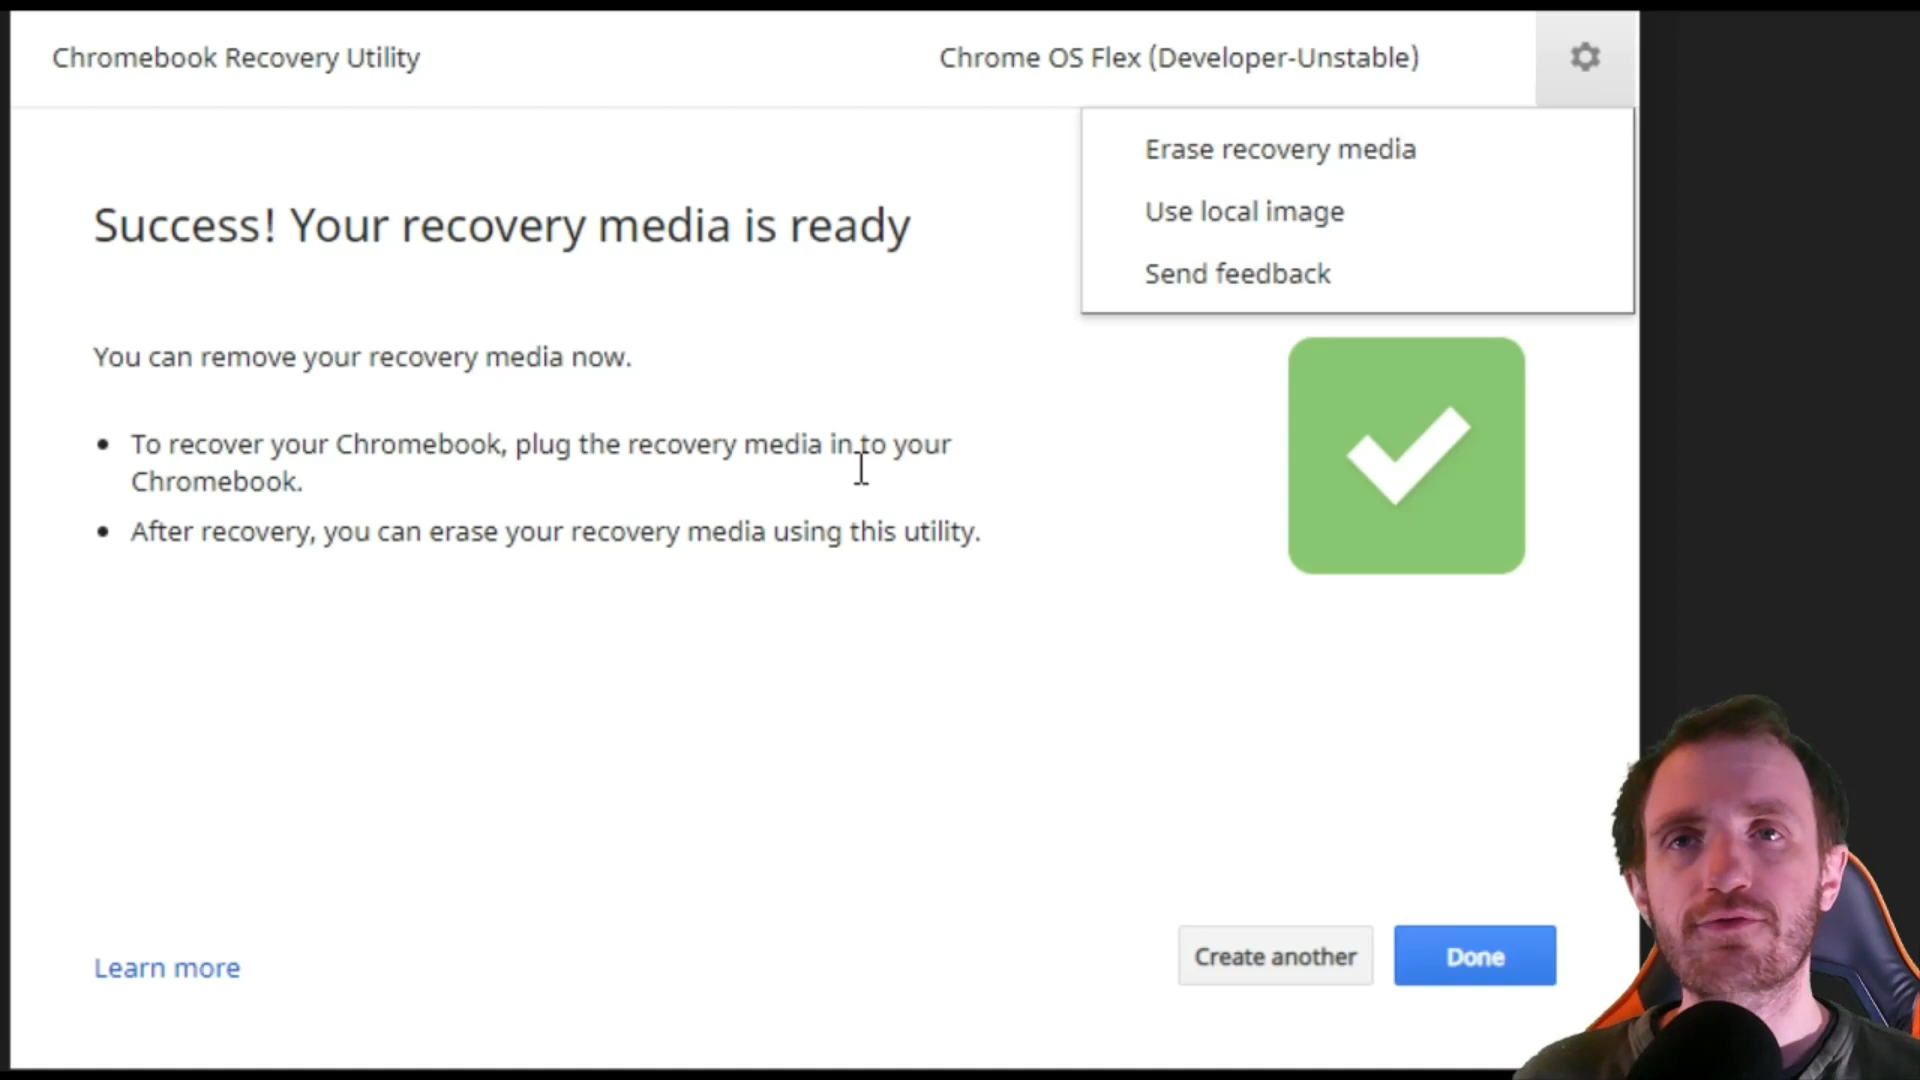 Chromebook Recovery Utility
Chrome OS Flex (Developer-Unstable)
Erase recovery media
Use local image
Send feedback
Success! Your recovery media is ready
You can remove your recovery media now.
• To recover your Chromebook, plug the recovery media in to your
Chromebook.
• After recovery, you can erase your recovery media using this utility.
Learn more
Create another
Done